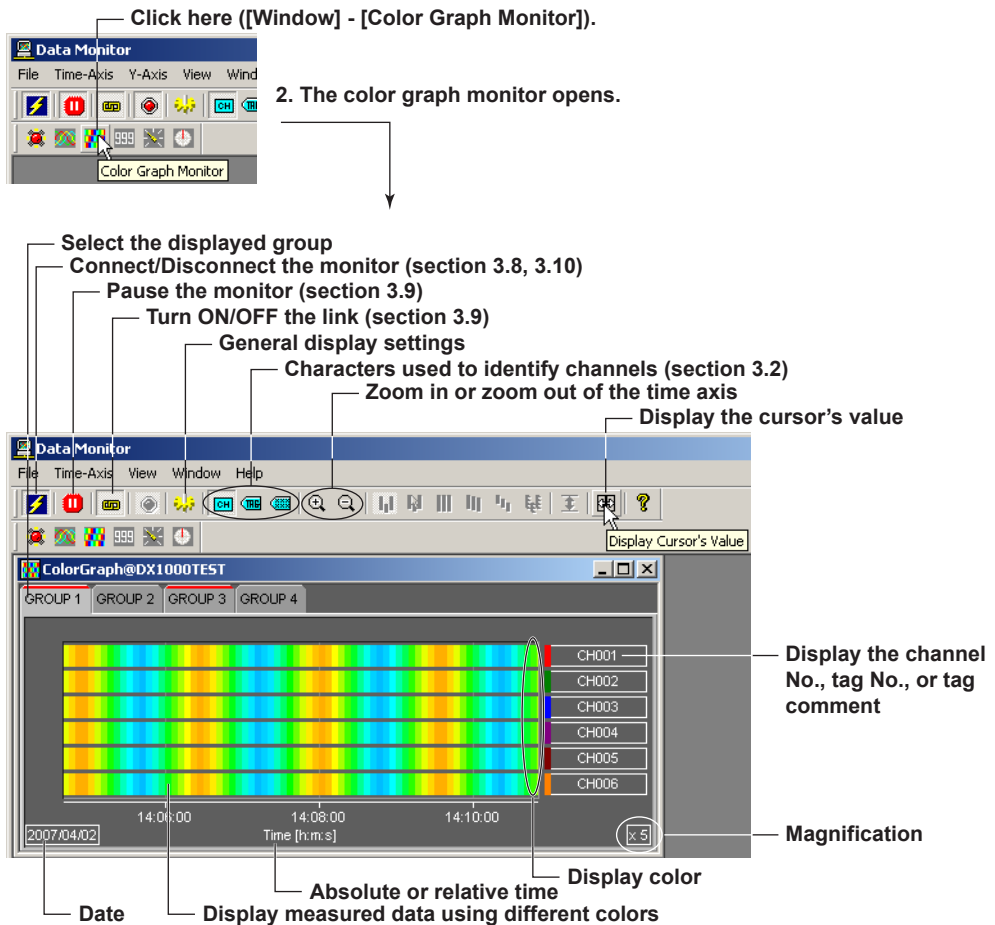 Click here ([Window] - [Color Graph Monitor]).
Data Monitor
File Time-Axis Y-Axis View Wind
2. The color graph monitor opens.
CH TAG
999
Color Graph Monitor
Select the displayed group
Connect/Disconnect the monitor (section 3.8, 3.10)
Pause the monitor (section 3.9)
Turn ON/OFF the link (section 3.9)
General display settings
Characters used to identify channels (section 3.2)
Zoom in or zoom out of the time axis
Display the cursor's value
Data Monitor
File Time-Axis View Window Help
CH TAG
999
Display Cursor's Value
ColorGraph@DX1000TEST
GROUP 1 GROUP 2 GROUP 3 GROUP 4
CH001
CH002
CH003
CH004
CH005
CH006
Display the channel
No., tag No., or tag
comment
14:06:00 14:08:00 14:10:00
2007/04/02 Time [h:m:s] x 5
Magnification
Display color
Absolute or relative time
Date Display measured data using different colors